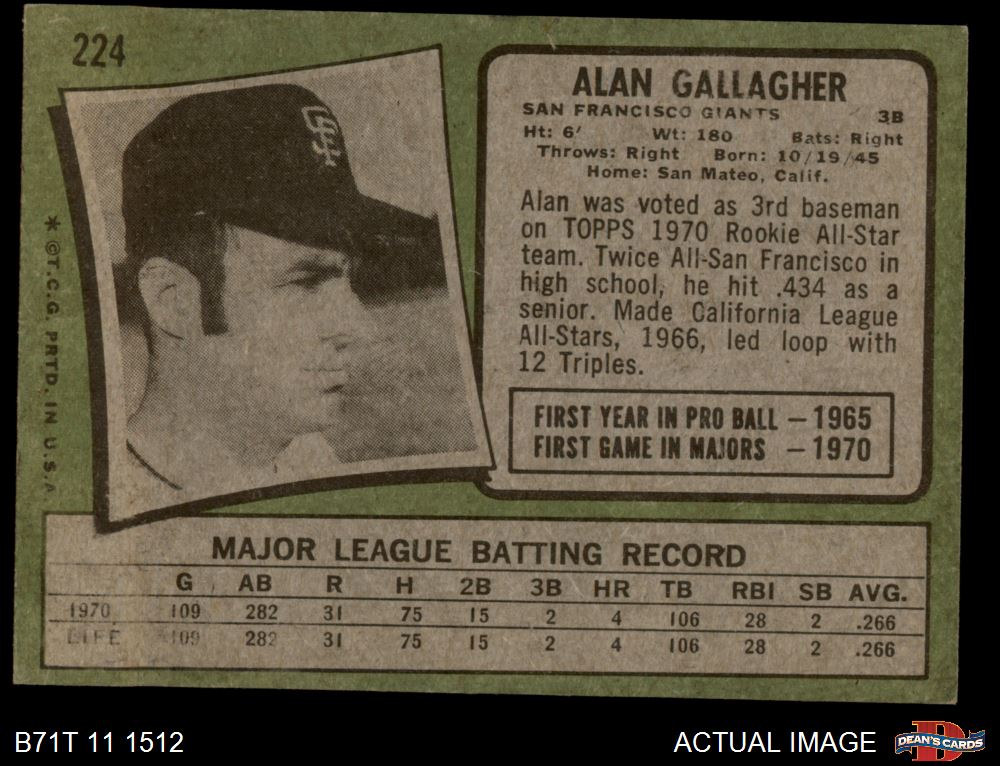 224
ALAN GALLAGHER
SAN FRANCISCO GIANTS 3B
Ht: 6' Wt: 180 Bats: Right
Throws: Right Born: 10/19/45
Home: San Mateo, Calif.
Alan was voted as 3rd baseman
on TOPPS 1970 Rookie All-Star
team. Twice All-San Francisco in
high school, he hit .434 as a
senior. Made California League
All-Stars, 1966, led loop with
12 Triples.
FIRST YEAR IN PRO BALL – 1965
FIRST GAME IN MAJORS – 1970
SF
* ©T.C.G. PRTD. IN U.S.A
MAJOR LEAGUE BATTING RECORD
G AB R H 2B 3B HR TB RBI SB AVG.
1970 109 282 31 75 15 2 4 106 28 2 .266
LIFE 109 282 31 75 15 2 4 106 28 2 .266
B71T 11 1512
ACTUAL IMAGE
DEAN'S CARDS